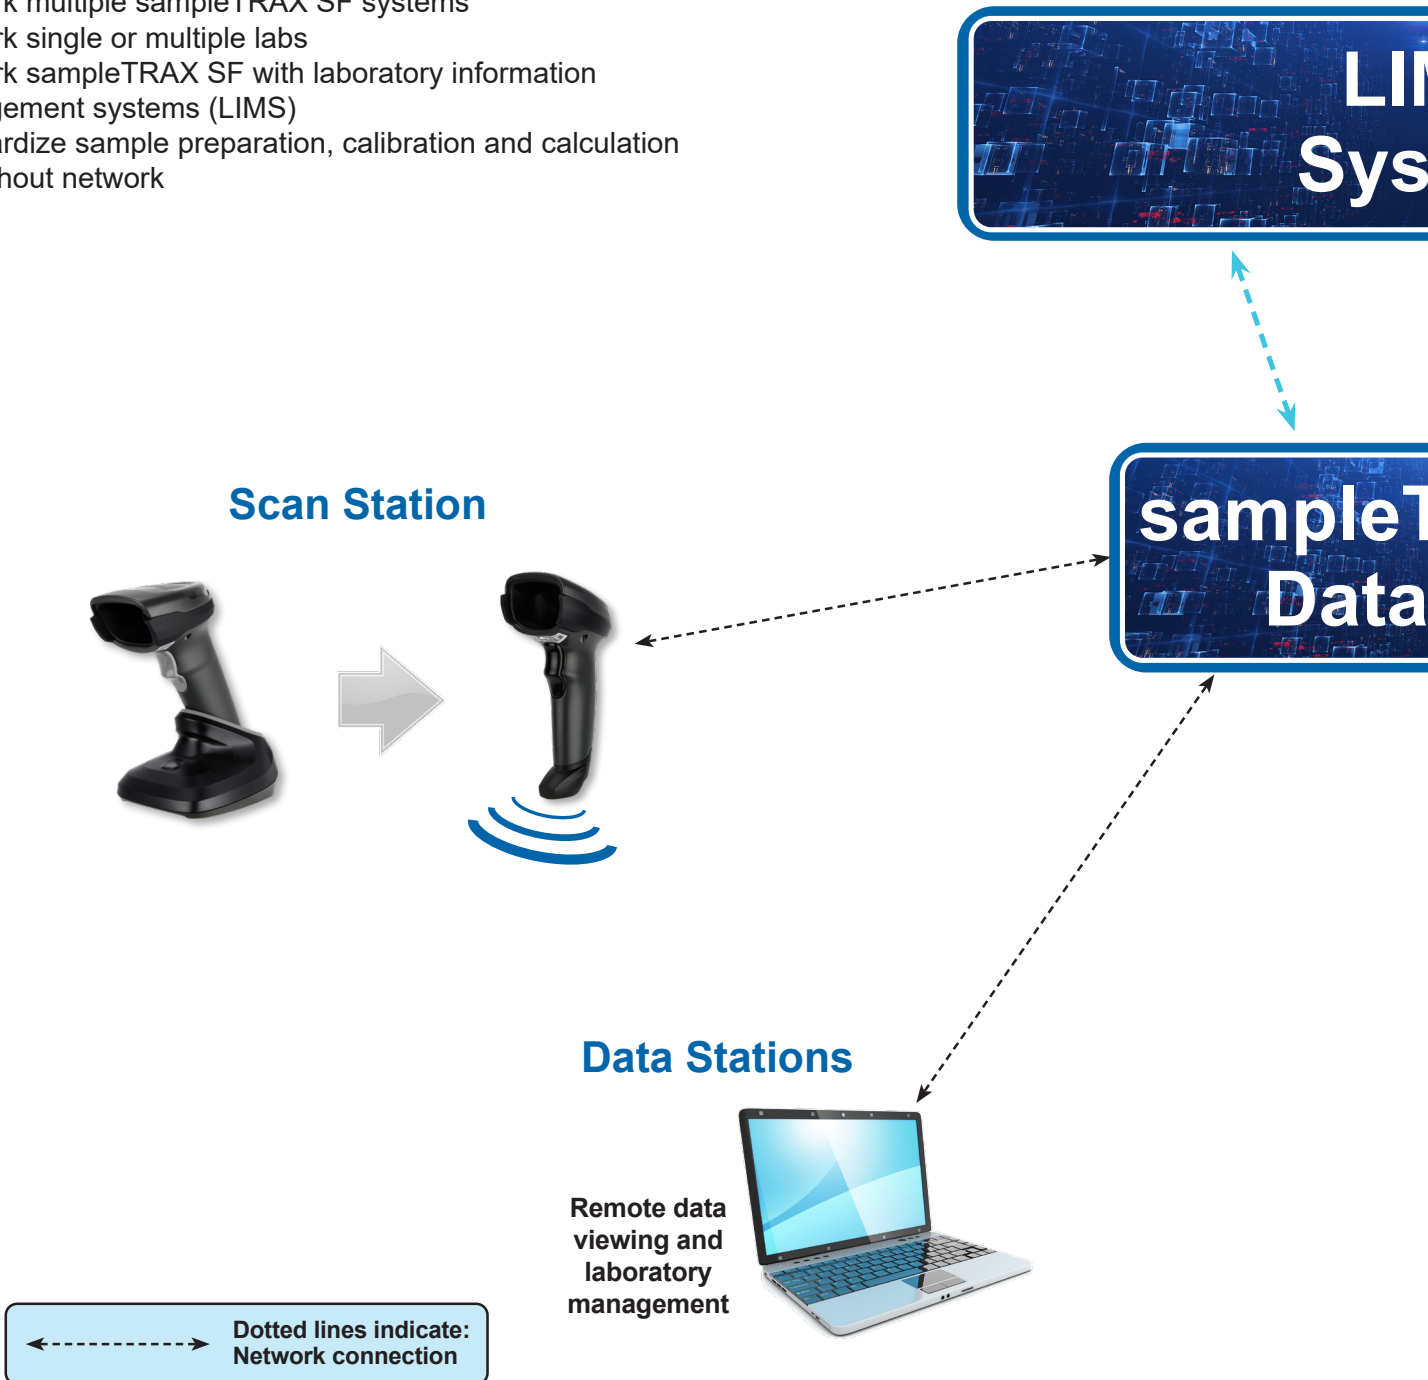 rk multiple sampleTRAX SF systems
rk single or multiple labs
rk sampleTRAX SF with laboratory information
gement systems (LIMS)
ardize sample preparation, calibration and calculation
hout network
LI
Sys
sampleT
Data
Scan Station
Data Stations
Remote data
viewing and
laboratory
management
Dotted lines indicate:
Network connection